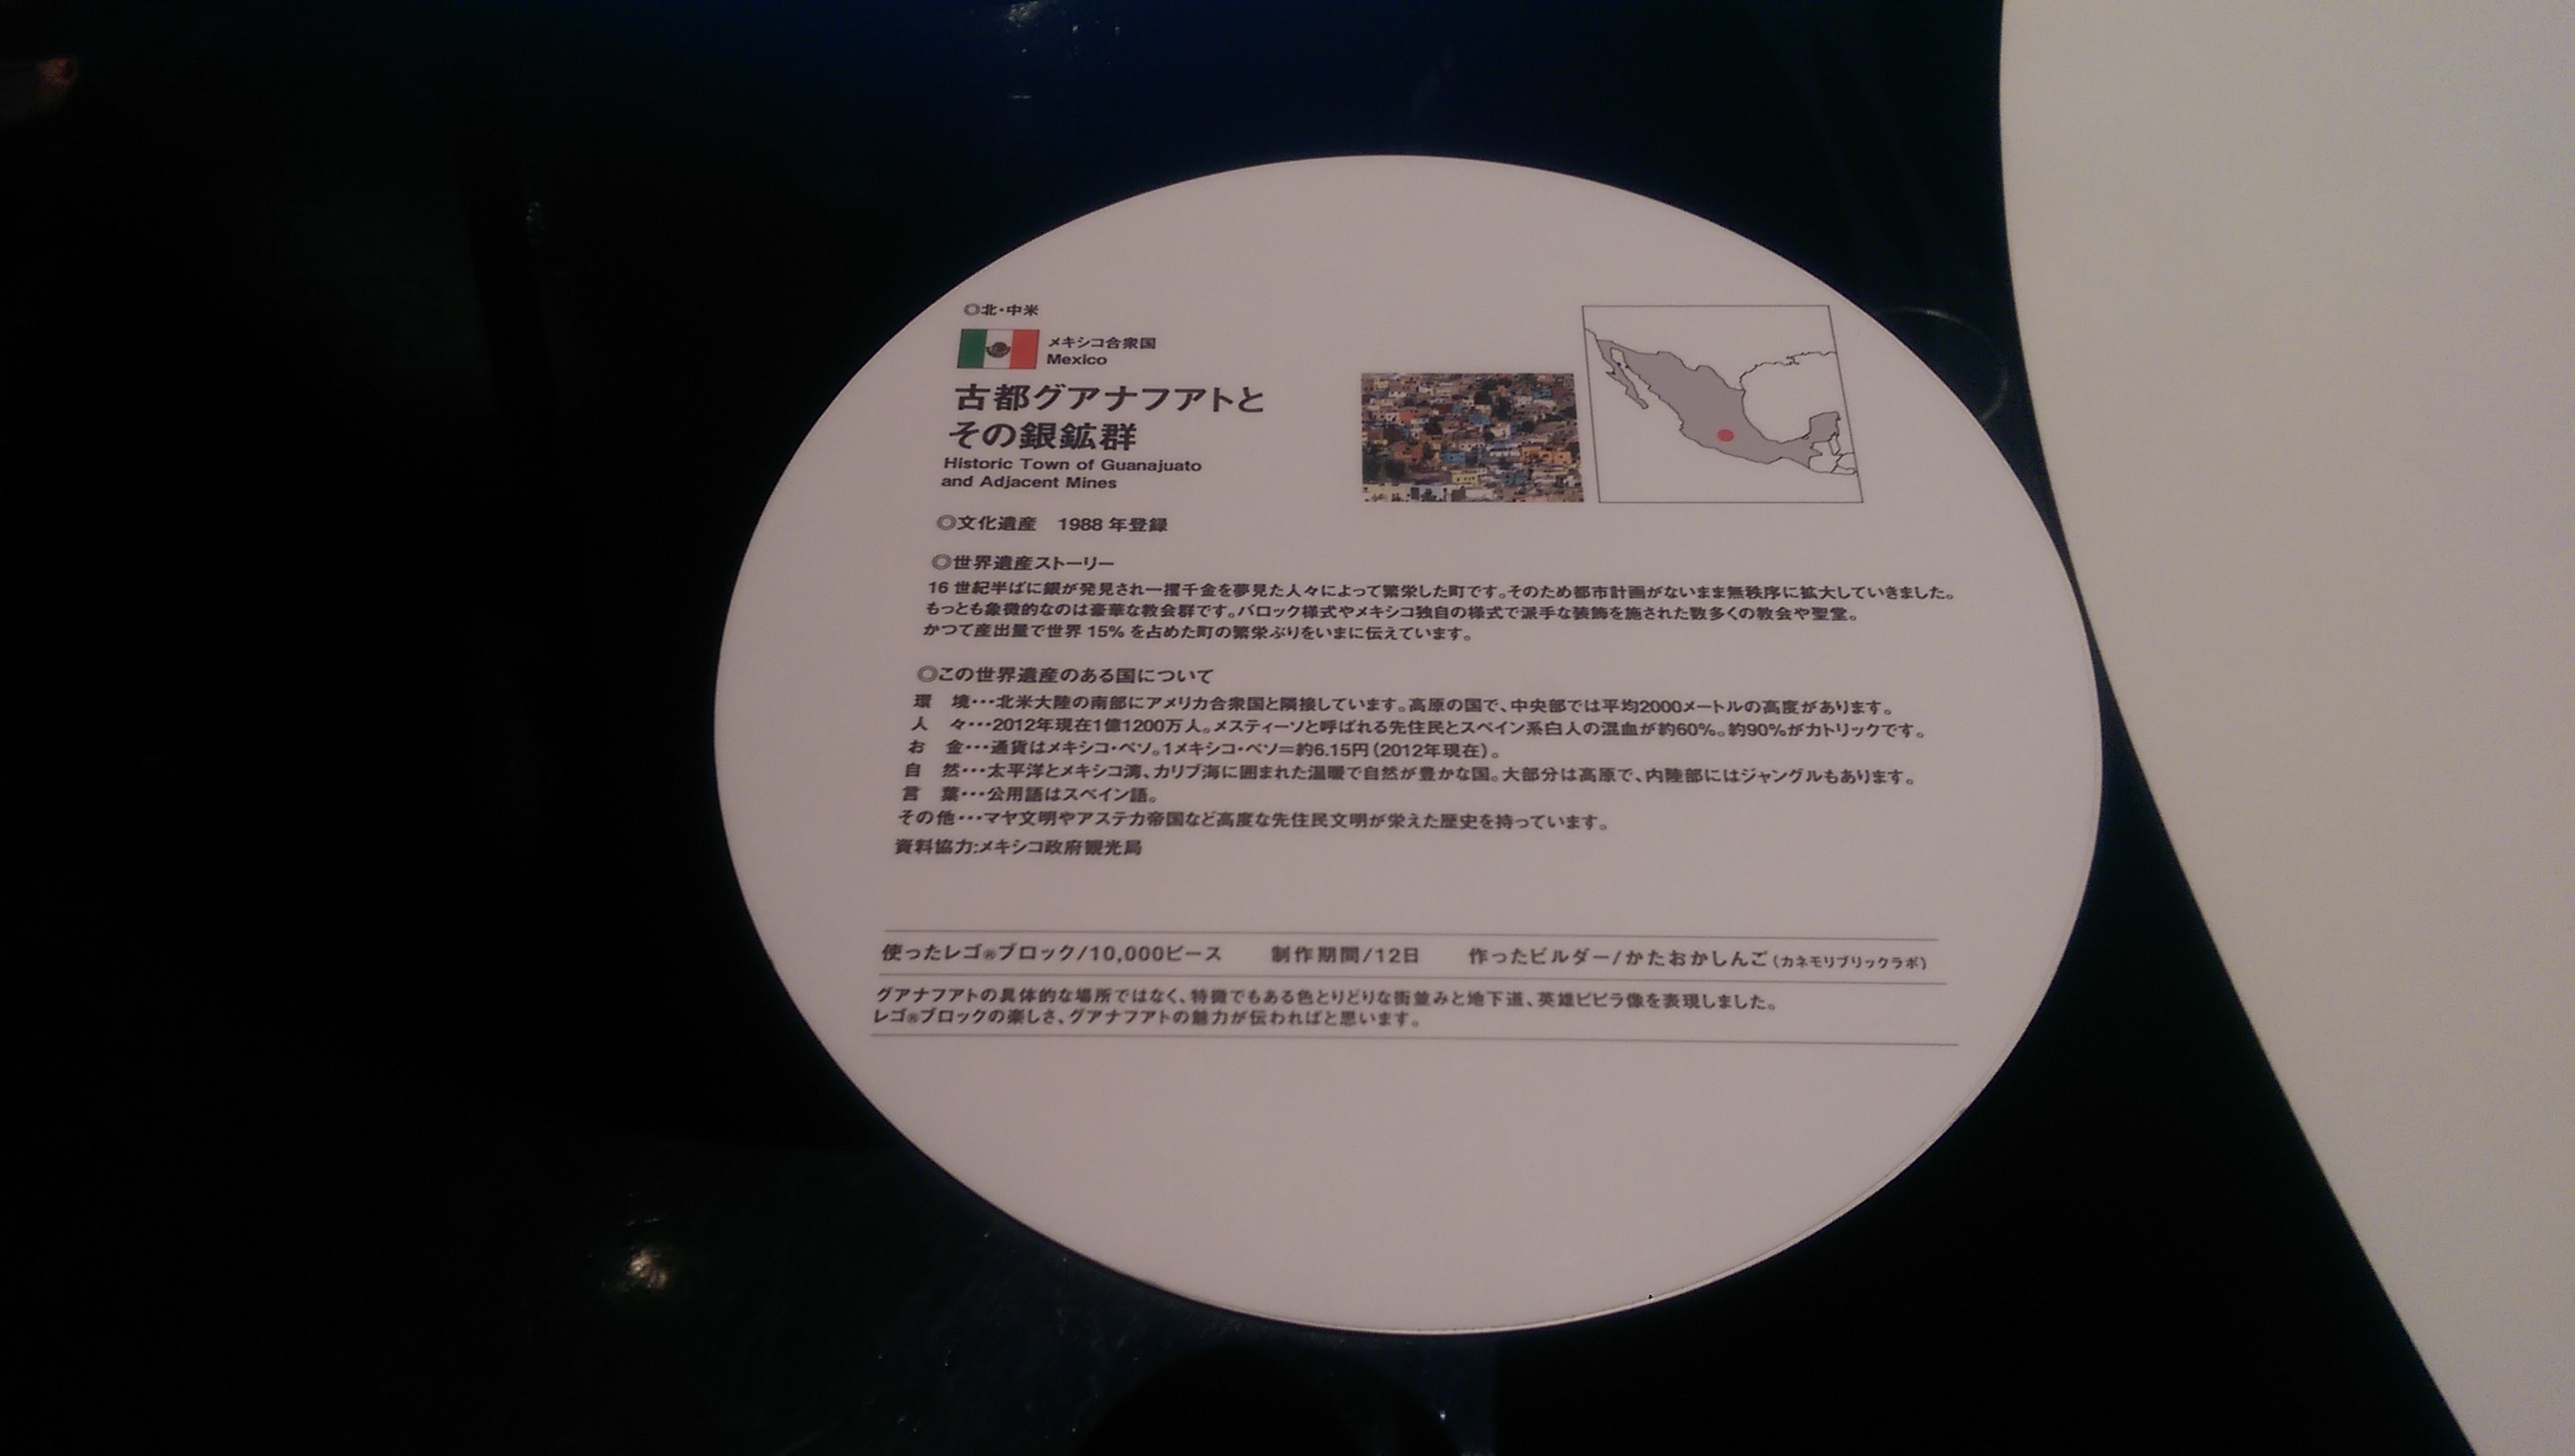 ◎北・中米
メキシコ合衆国
Mexico
古都グアナフアトと
その銀鉱群
Historic Town of Guanajuato
and Adjacent Mines
◎文化遺産　1988 年登録
◎世界遺産ストーリー
16 世紀半ばに銀が発見され一攫千金を夢見た人々によって繁栄した町です。そのため都市計画がないまま無秩序に拡大していきました。
もっとも象徴的なのは豪華な教会群です。バロック様式やメキシコ独自の様式で派手な装飾を施された数多くの教会や聖堂。
かつて産出量で世界 15% を占めた町の繁栄ぶりをいまに伝えています。
◎この世界遺産のある国について
環　境・・・北米大陸の南部にアメリカ合衆国と隣接しています。高原の国で、中央部では平均2000メートルの高度があります。
人　々・・・2012年現在1億1200万人。メスティーソと呼ばれる先住民とスペイン系白人の混血が約60%。約90%がカトリックです。
お　金・・・通貨はメキシコ・ペソ。1メキシコ・ペソ＝約6.15円（2012年現在）。
自　然・・・太平洋とメキシコ湾、カリブ海に囲まれた温暖で自然が豊かな国。大部分は高原で、内陸部にはジャングルもあります。
言　葉・・・公用語はスペイン語。
その他・・・マヤ文明やアステカ帝国など高度な先住民文明が栄えた歴史を持っています。
資料協力:メキシコ政府観光局
使ったレゴ®ブロック/10,000ピース　制作期間/12日　作ったビルダー/かたおかしんご（カネモリブリックラボ）
グアナフアトの具体的な場所ではなく、特徴でもある色とりどりな街並みと地下道、英雄ピピラ像を表現しました。
レゴ®ブロックの楽しさ、グアナフアトの魅力が伝わればと思います。